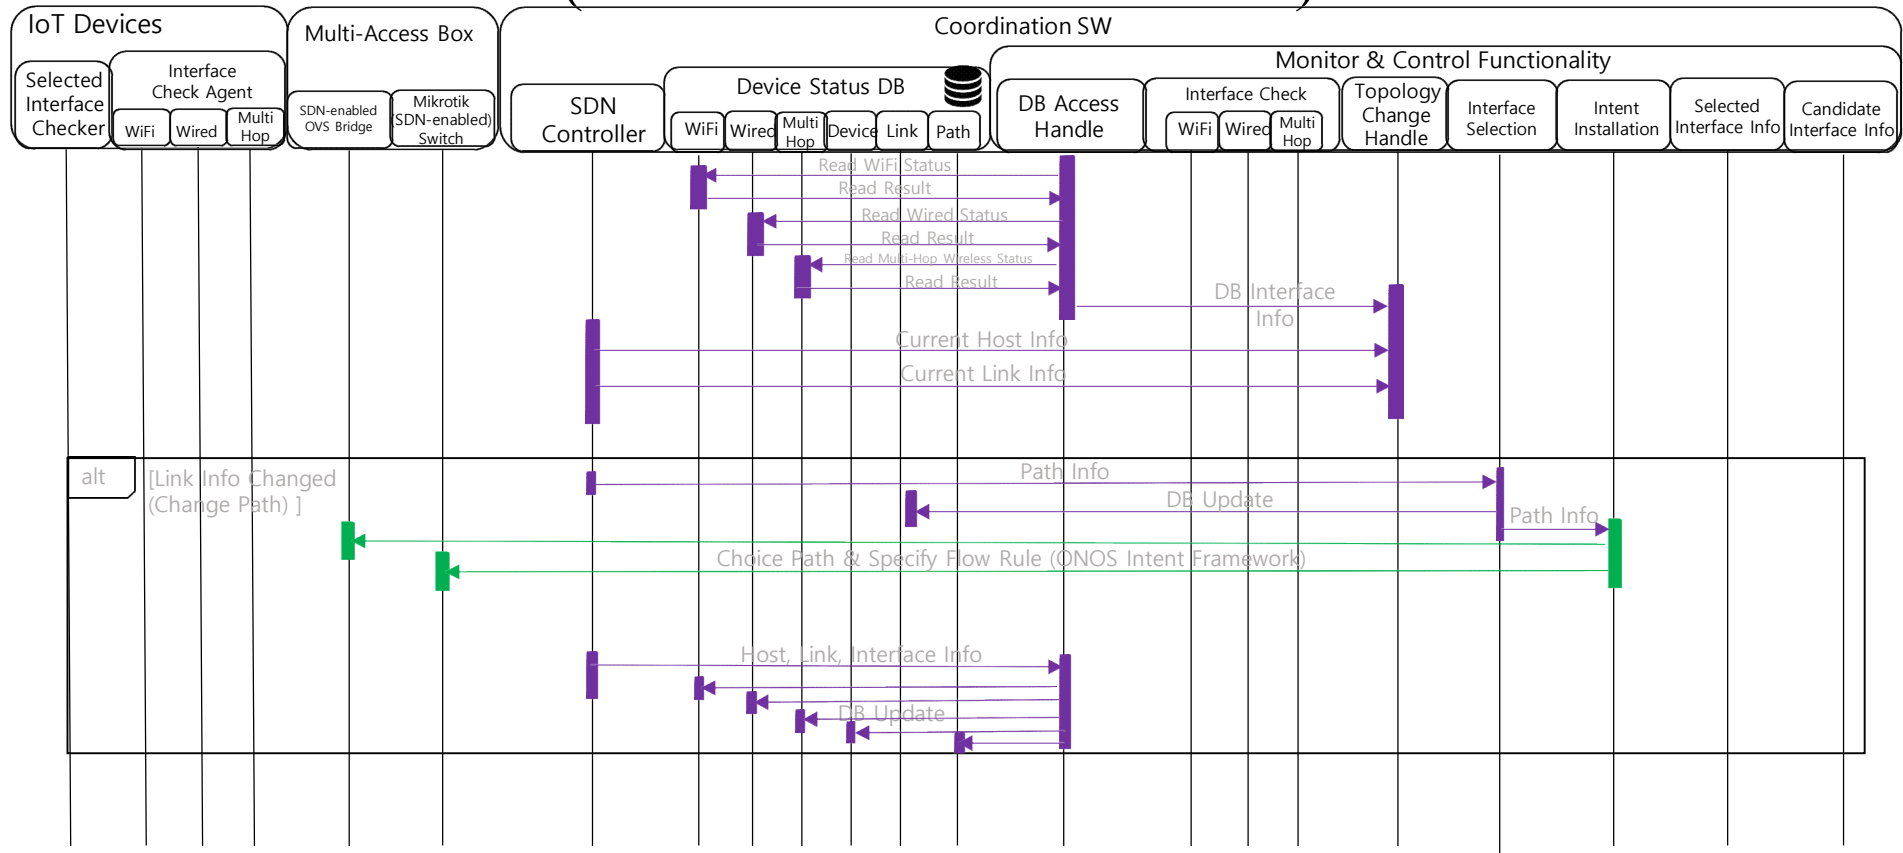 IoT Devices
Multi-Access Box
Coordination SW
Monitor & Control Functionality
Selected
Interface
Checker
Interface
Check Agent
WiFi
Wired
Multi
Hop
SDN-enabled
OVS Bridge
Mikrotik
(SDN-enabled)
Switch
SDN
Controller
Device Status DB
WiFi
Wired
Multi
Hop
Device
Link
Path
DB Access
Handle
Interface Check
WiFi
Wired
Multi
Hop
Topology
Change
Handle
Interface
Selection
Intent
Installation
Selected
Interface Info
Candidate
Interface Info
Read WiFi Status
Read Result
Read Wired Status
Read Result
Read Multi-Hop Wireless Status
Read Result
DB Interface
Info
Current Host Info
Current Link Info
alt
[Link Info Changed
(Change Path) ]
Path Info
DB Update
Path Info
Choice Path & Specify Flow Rule (ONOS Intent Framework)
Host, Link, Interface Info
DB Update